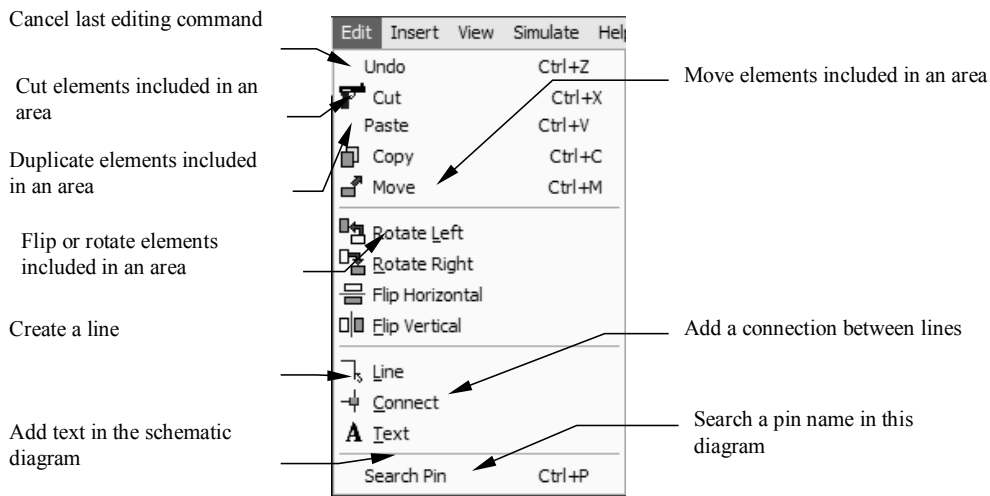 Cancel last editing command
Cut elements included in an
area
Duplicate elements included
in an area
Flip or rotate elements
included in an area
Create a line
Add text in the schematic
diagram
Edit Insert View Simulate Help
Undo Ctrl+Z
Cut Ctrl+X
Paste Ctrl+V
Copy Ctrl+C
Move Ctrl+M
Rotate Left
Rotate Right
Flip Horizontal
Flip Vertical
Line
Connect
A Text
Search Pin Ctrl+P
Move elements included in an area
Add a connection between lines
Search a pin name in this
diagram